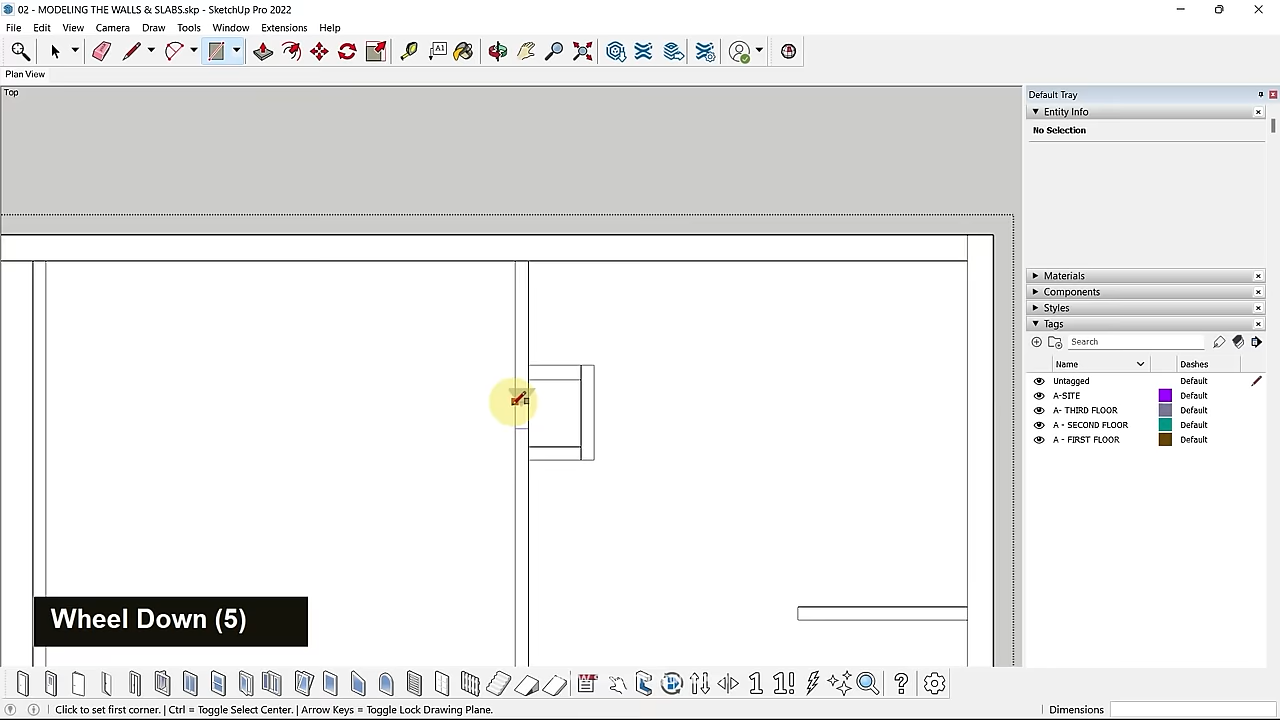 02 - MODELING THE WALLS & SLABS.skp - SketchUp Pro 2022
File Edit View Camera Draw Tools Window Extensions Help
A1
Plan View
Top
Default Tray
Entity Info
No Selection
Materials
Components
Styles
Tags
Search
Name Dashes
Untagged Default
A-SITE Default
A- THIRD FLOOR Default
A - SECOND FLOOR Default
A - FIRST FLOOR Default
Wheel Down (5)
1 1! ?
Click to set first corner. | Ctrl = Toggle Select Center. | Arrow Keys = Toggle Lock Drawing Plane.
Dimensions